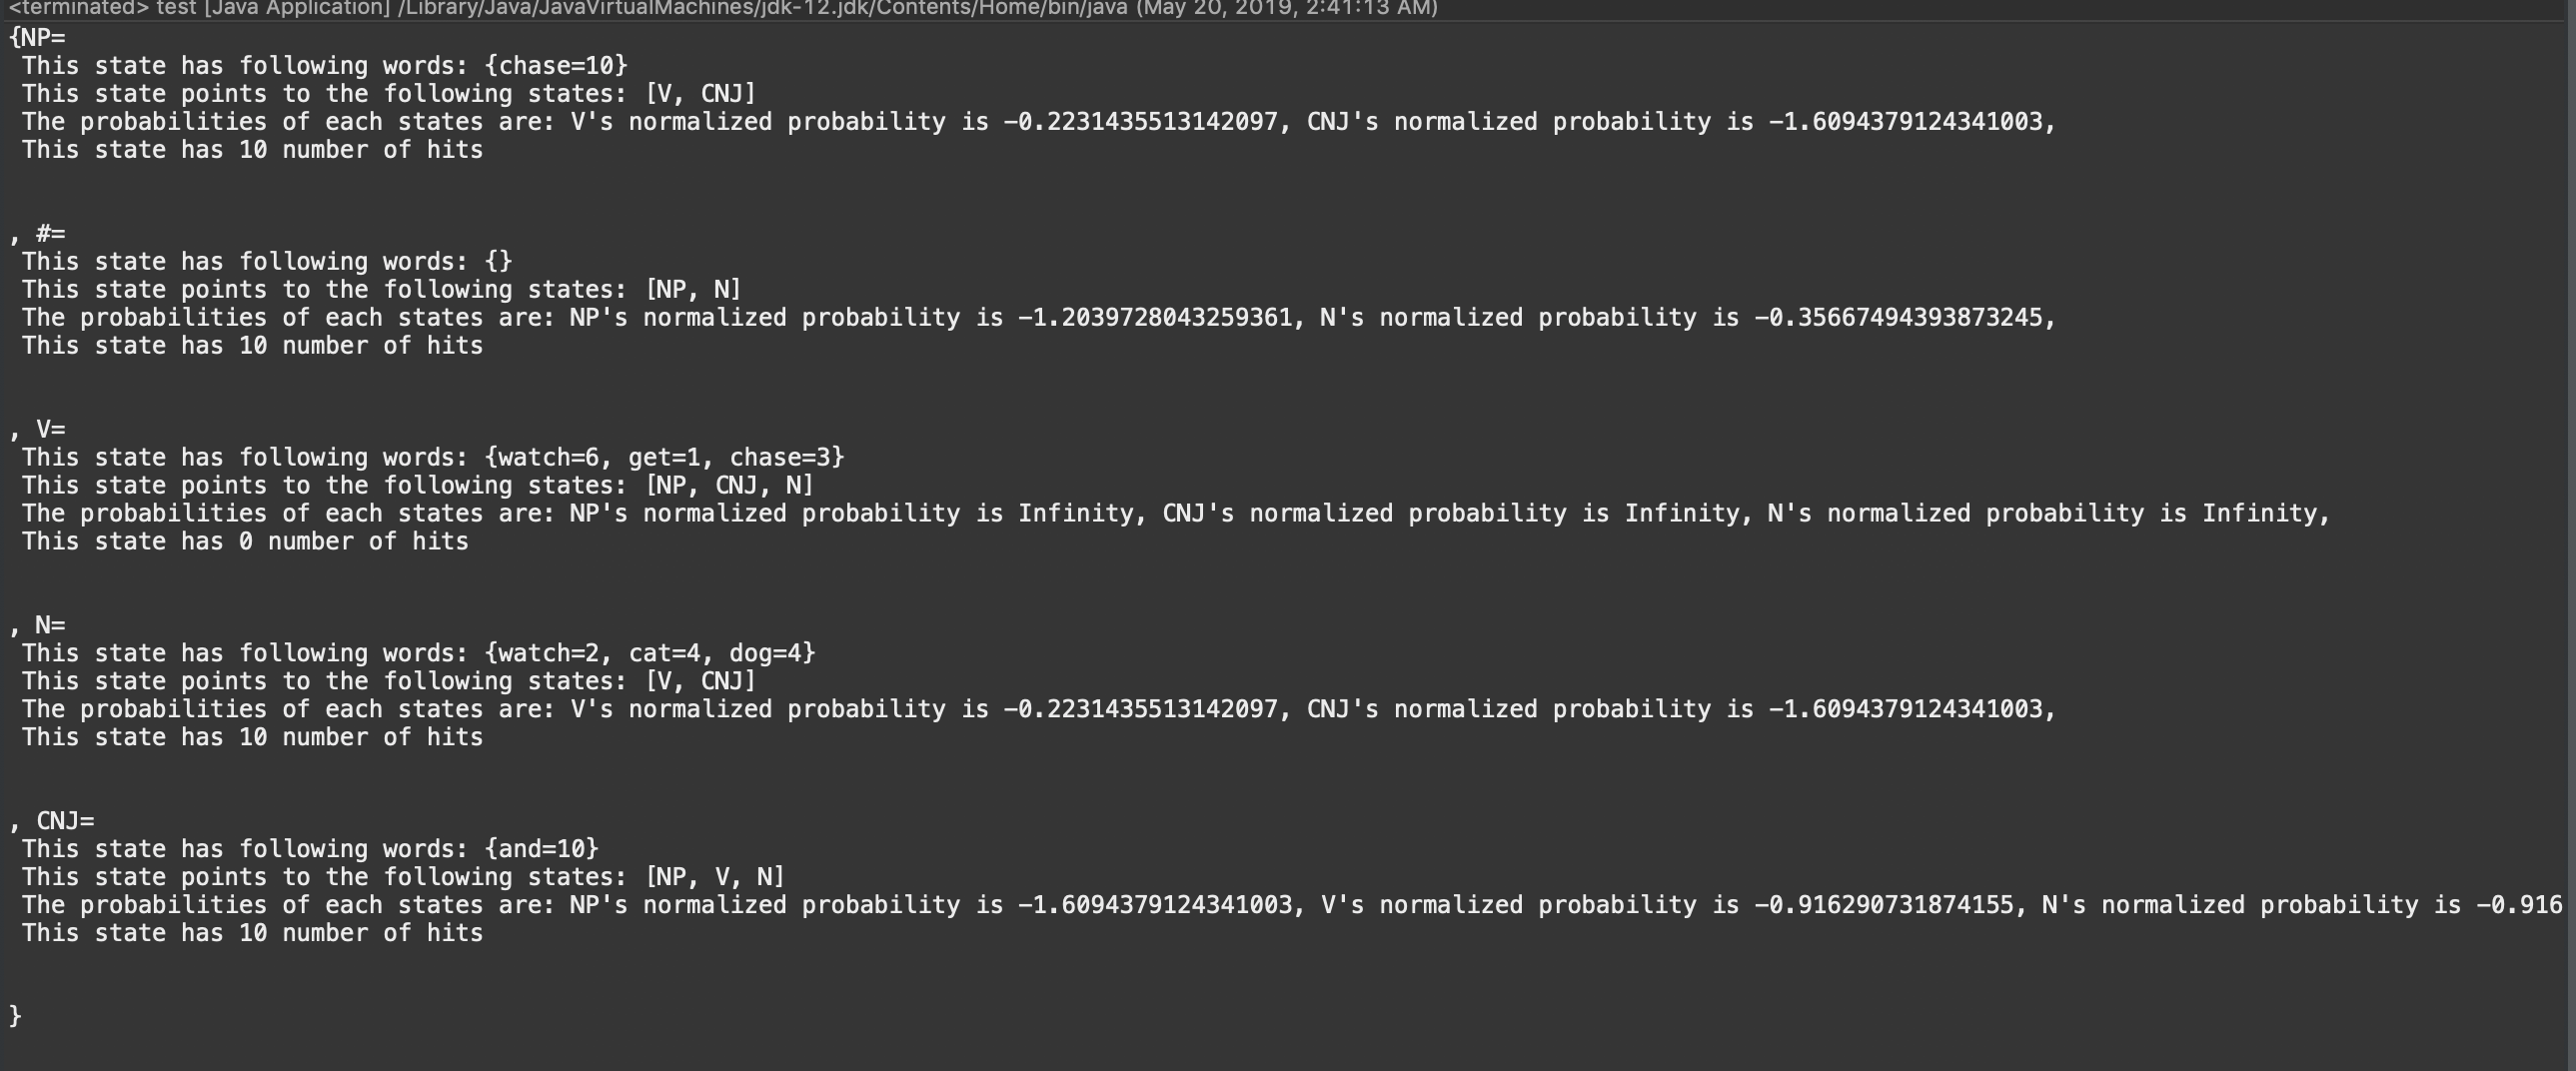 <terminated> test [Java Application] /Library/Java/JavaVirtualMachines/jdk-12.jdk/Contents/Home/bin/java (May 20, 2019, 2:41:13 AM)
{NP=
This state has following words: {chase=10}
This state points to the following states: [V, CNJ]
The probabilities of each states are: V's normalized probability is -0.2231435513142097, CNJ's normalized probability is -1.6094379124341003,
This state has 10 number of hits
, #=
This state has following words: {}
This state points to the following states: [NP, N]
The probabilities of each states are: NP's normalized probability is -1.2039728043259361, N's normalized probability is -0.35667494393873245,
This state has 10 number of hits
, V=
This state has following words: {watch=6, get=1, chase=3}
This state points to the following states: [NP, CNJ, N]
The probabilities of each states are: NP's normalized probability is Infinity, CNJ's normalized probability is Infinity, N's normalized probability is Infinity,
This state has 0 number of hits
, N=
This state has following words: {watch=2, cat=4, dog=4}
This state points to the following states: [V, CNJ]
The probabilities of each states are: V's normalized probability is -0.2231435513142097, CNJ's normalized probability is -1.6094379124341003,
This state has 10 number of hits
, CNJ=
This state has following words: {and=10}
This state points to the following states: [NP, V, N]
The probabilities of each states are: NP's normalized probability is -1.6094379124341003, V's normalized probability is -0.916290731874155, N's normalized probability is -0.916
This state has 10 number of hits
}